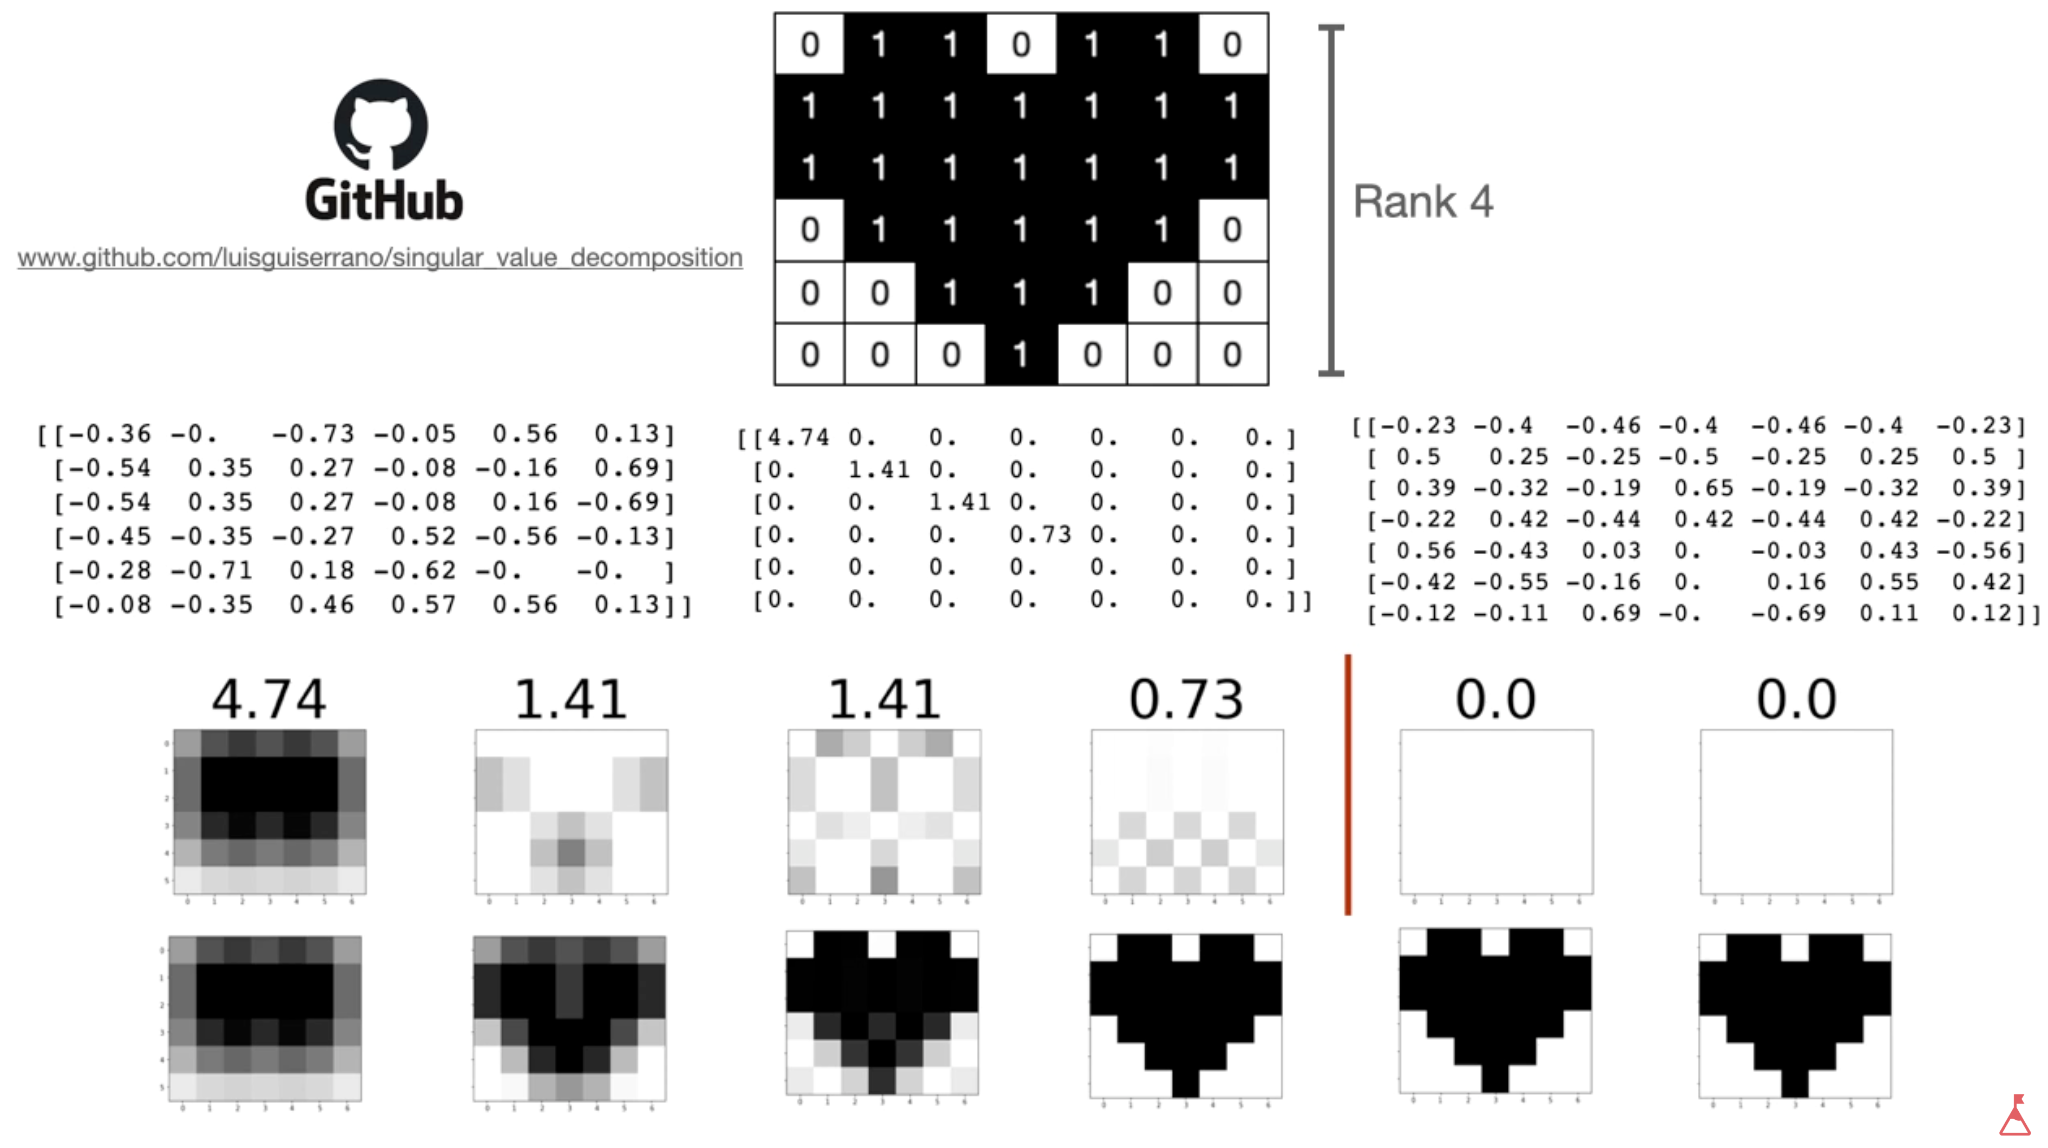 0 1 1 0 1 1 0
1 1 1 1 1 1 1
1 1 1 1 1 1 1
0 1 1 1 1 1 0
0 0 1 1 1 0 0
0 0 0 1 0 0 0
Rank 4
GitHub
www.github.com/luisguiserrano/singular_value_decomposition
[[-0.36 -0. -0.73 -0.05 0.56 0.13]
[-0.54 0.35 0.27 -0.08 -0.16 0.69]
[-0.54 0.35 0.27 -0.08 0.16 -0.69]
[-0.45 -0.35 -0.27 0.52 -0.56 -0.13]
[-0.28 -0.71 0.18 -0.62 -0. -0. ]
[-0.08 -0.35 0.46 0.57 0.56 0.13]]
[[4.74 0. 0. 0. 0. 0. 0. ]
[0. 1.41 0. 0. 0. 0. 0. ]
[0. 0. 1.41 0. 0. 0. 0. ]
[0. 0. 0. 0.73 0. 0. 0. ]
[0. 0. 0. 0. 0. 0. 0. ]
[0. 0. 0. 0. 0. 0. 0. ]]
[[-0.23 -0.4 -0.46 -0.4 -0.46 -0.4 -0.23]
[ 0.5 0.25 -0.25 -0.5 -0.25 0.25 0.5 ]
[ 0.39 -0.32 -0.19 0.65 -0.19 -0.32 0.39]
[-0.22 0.42 -0.44 0.42 -0.44 0.42 -0.22]
[ 0.56 -0.43 0.03 0. -0.03 0.43 -0.56]
[-0.42 -0.55 -0.16 0. 0.16 0.55 0.42]
[-0.12 -0.11 0.69 -0. -0.69 0.11 0.12]]
4.74 1.41 1.41 0.73 0.0 0.0